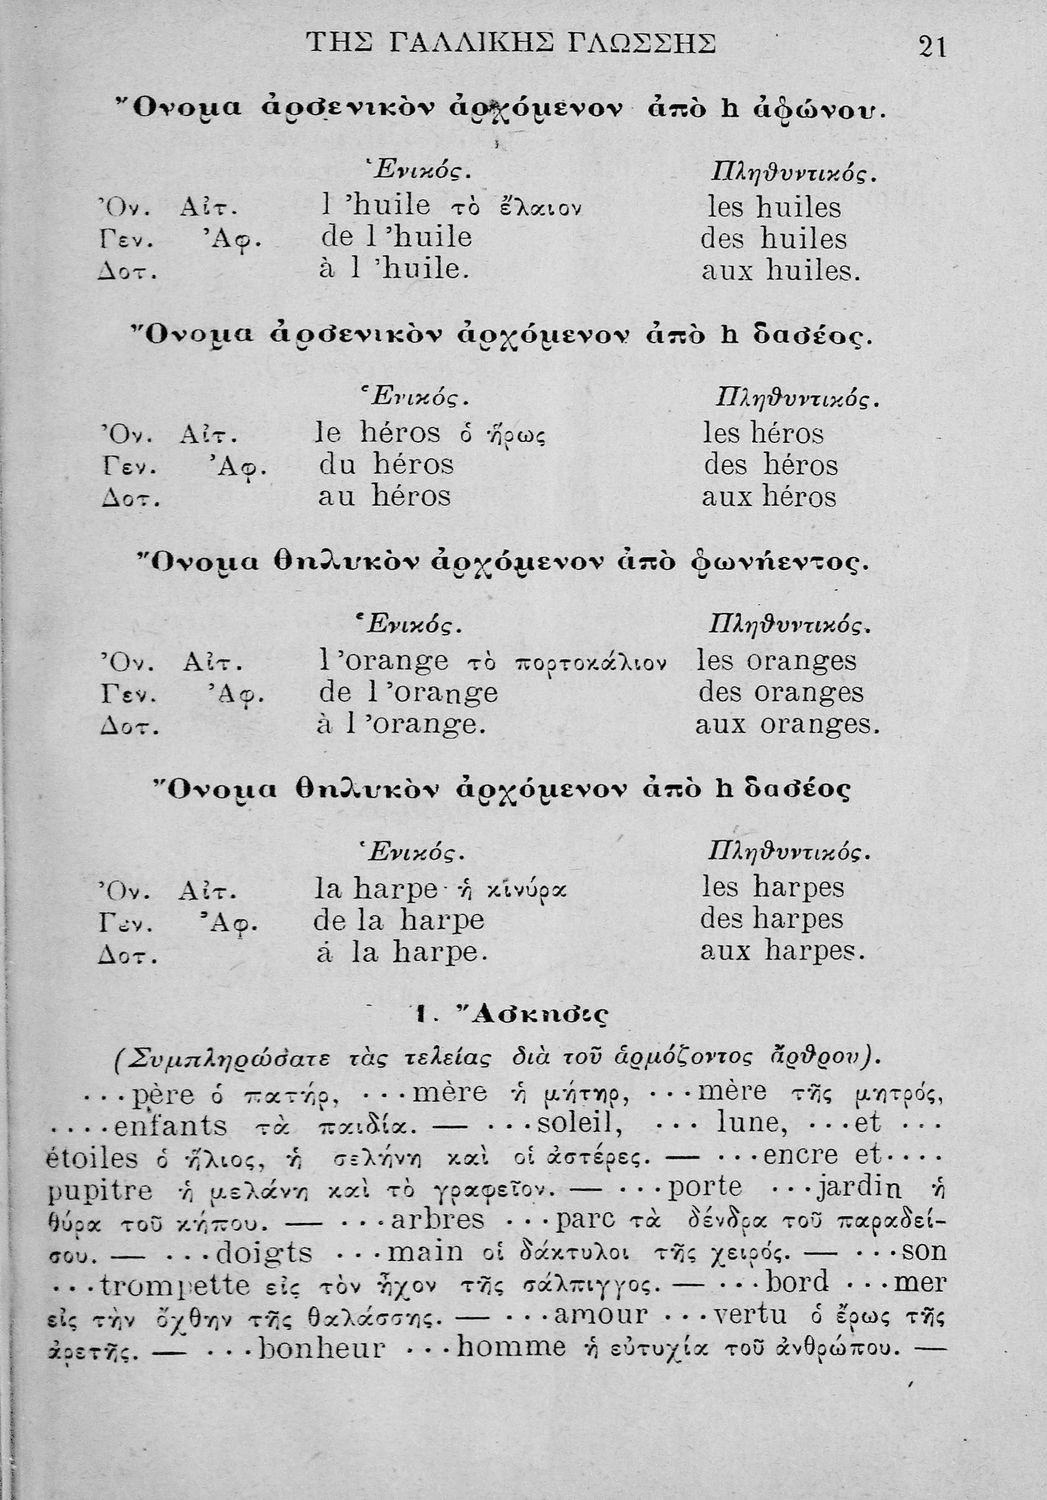 ΤΗΣ ΓΑΛΛΙΚΗΣ ΓΛΩΣΣΗΣ 21
Ὄνομα ἀρσενικὸν ἀρχόμενον ἀπὸ h ἀφώνου.
Ἑνικός. Πληθυντικός.
Ὀν. Αἰτ. l ’huile τὸ ἔλαιον les huiles
Γεν. Ἀφ. de l ’huile des huiles
Δοτ. à l ’huile. aux huiles.
Ὄνομα ἀρσενικὸν ἀρχόμενον ἀπὸ h δασέος.
Ἑνικός. Πληθυντικός.
Ὀν. Αἰτ. le héros ὁ ἥρως les héros
Γεν. Ἀφ. du héros des héros
Δοτ. au héros aux héros
Ὄνομα θηλυκὸν ἀρχόμενον ἀπὸ φωνήεντος.
Ἑνικός. Πληθυντικός.
Ὀν. Αἰτ. l ’orange τὸ πορτοκάλιον les oranges
Γεν. Ἀφ. de l ’orange des oranges
Δοτ. à l ’orange. aux oranges.
Ὄνομα θηλυκὸν ἀρχόμενον ἀπὸ h δασέος
Ἑνικός. Πληθυντικός.
Ὀν. Αἰτ. la harpe· ἡ κινύρα les harpes
Γεν. Ἀφ. de la harpe des harpes
Δοτ. á la harpe. aux harpes.
1. Ἄσκησις
(Συμπληρώσατε τὰς τελείας διὰ τοῦ ἁρμόζοντος ἄρθρου).
···père ὁ πατήρ, ···mère ἡ μήτηρ, ···mère τῆς μητρός,
····enfants τὰ παιδία. — ···soleil, ··· lune, ···et ···
étoiles ὁ ἥλιος, ἡ σελήνη καὶ οἱ ἀστέρες. — ···encre et····
pupitre ἡ μελάνη καὶ τὸ γραφεῖον. — ···porte ···jardin ἡ
θύρα τοῦ κήπου. — ···arbres ···parc τὰ δένδρα τοῦ παραδεί-
σου. — ···doigts ···main οἱ δάκτυλοι τῆς χειρός. — ···son
···trompette εἰς τὸν ἦχον τῆς σάλπιγγος. — ···bord ···mer
εἰς τὴν ὄχθην τῆς θαλάσσης. — ···amour ···vertu ὁ ἔρως τῆς
ἀρετῆς. — ···bonheur ···homme ἡ εὐτυχία τοῦ ἀνθρώπου. —